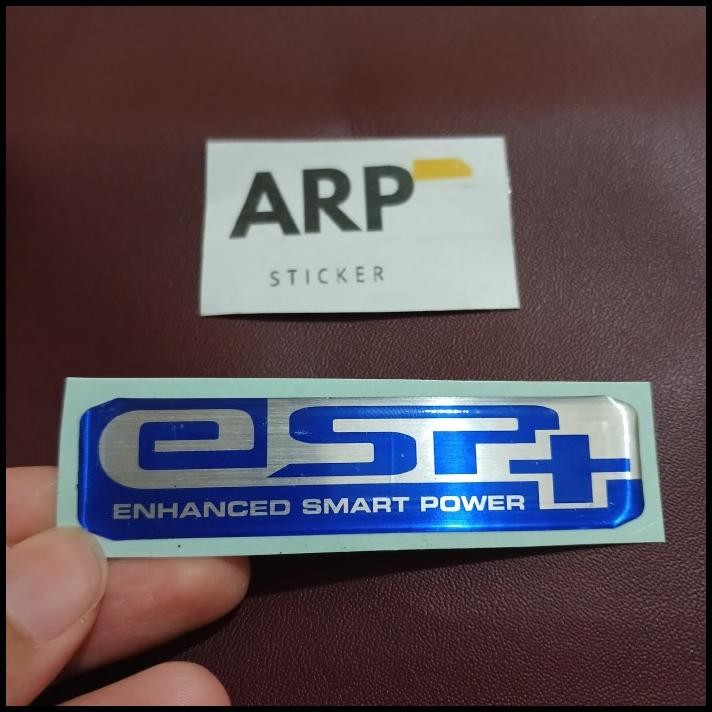 ARP
STICKER
eSP+
ENHANCED SMART POWER